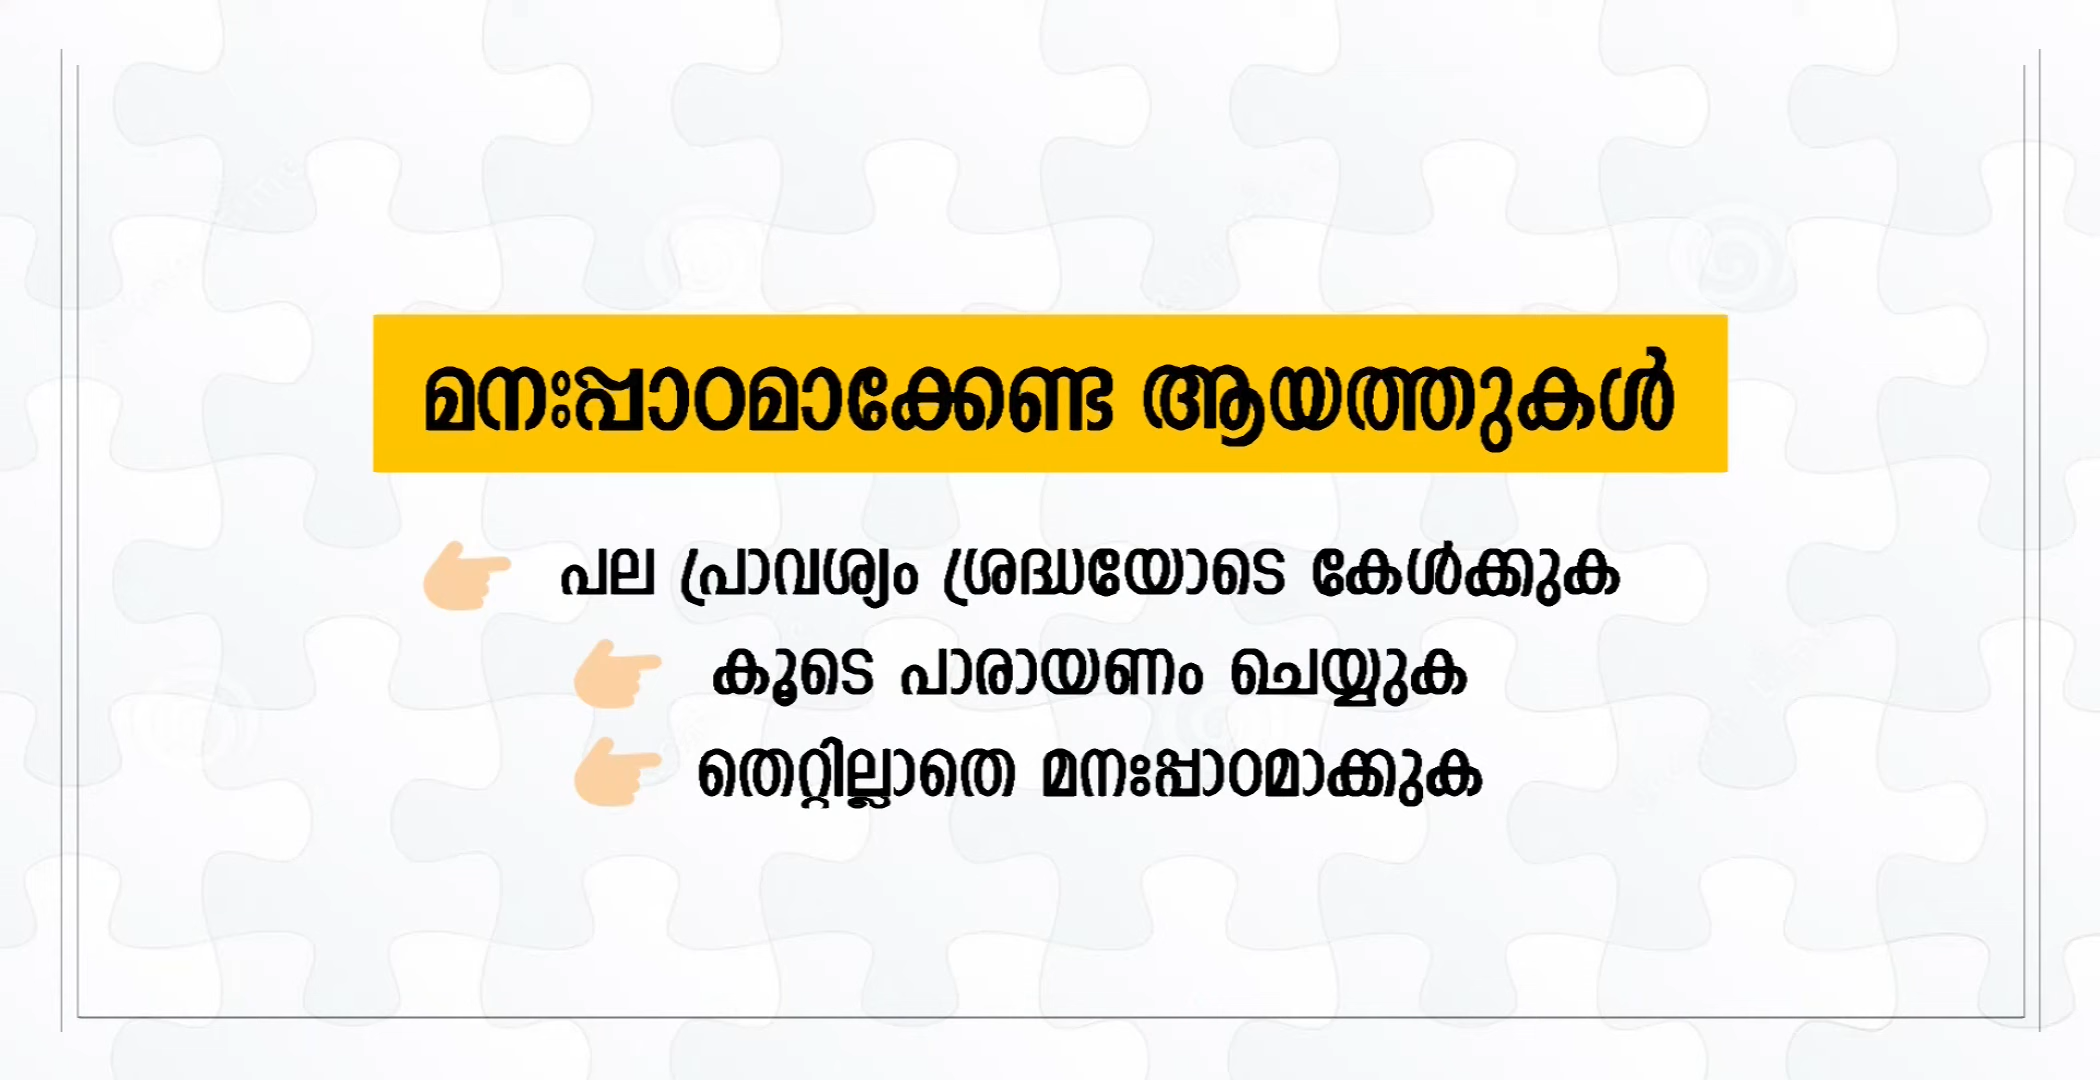 മനഃപ്പാഠമാക്കേണ്ട ആയത്തുകൾ
പല പ്രാവശ്യം ശ്രദ്ധയോടെ കേൾക്കുക
കൂടെ പാരായണം ചെയ്യുക
തെറ്റില്ലാതെ മനഃപ്പാഠമാക്കുക